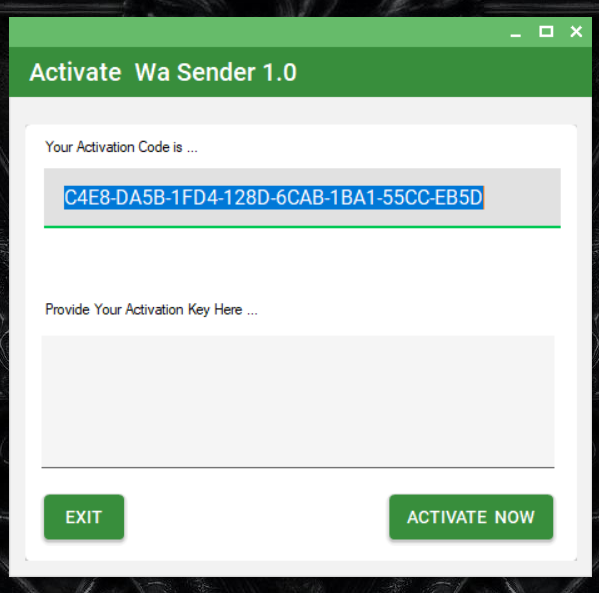 Activate Wa Sender 1.0
Your Activation Code is ...
C4E8-DA5B-1FD4-128D-6CAB-1BA1-55CC-EB5D
Provide Your Activation Key Here ...
EXIT ACTIVATE NOW